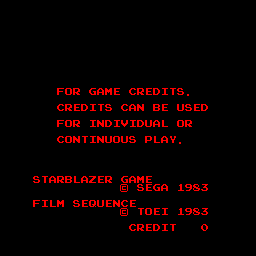 FOR GAME CREDITS.
CREDITS CAN BE USED
FOR INDIVIDUAL OR
CONTINUOUS PLAY.
STARBLAZER GAME
© SEGA 1983
FILM SEQUENCE
© TOEI 1983
CREDIT 0